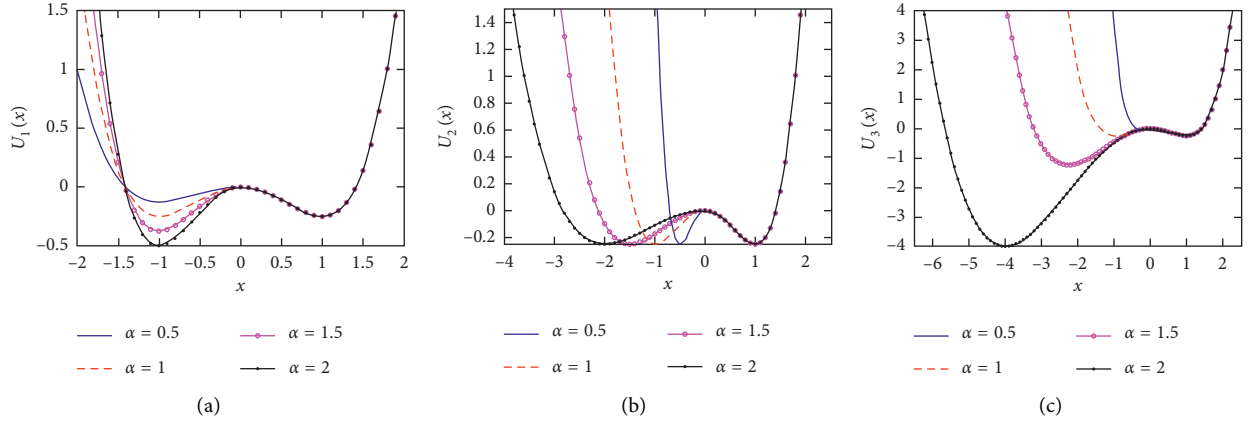 1.5
1
0.5
0
−0.5
U1 (x)
−2 −1.5 −1 −0.5 0 0.5 1 1.5 2
x
α = 0.5 α = 1.5
α = 1 α = 2
(a)
1.4
1.2
1
0.8
0.6
0.4
0.2
0
−0.2
U2 (x)
−4 −3 −2 −1 0 1 2
x
α = 0.5 α = 1.5
α = 1 α = 2
(b)
4
3
2
1
0
−1
−2
−3
−4
U3 (x)
−6 −5 −4 −3 −2 −1 0 1 2
x
α = 0.5 α = 1.5
α = 1 α = 2
(c)